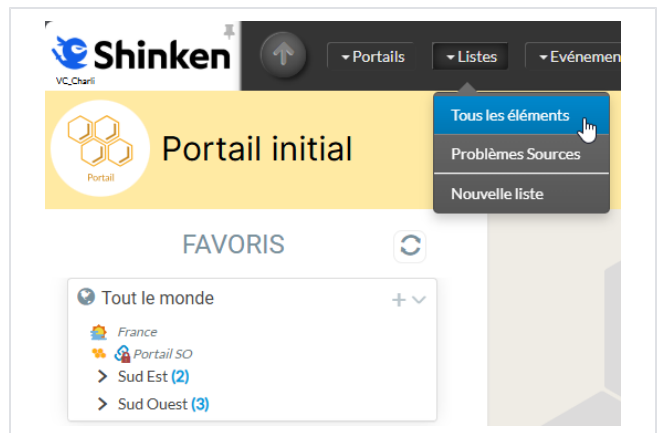 Shinken
VC_Charli
Portails
Listes
Evénemen
Tous les éléments
Problèmes Sources
Nouvelle liste
Portail
Portail initial
FAVORIS
Tout le monde
France
Portail SO
Sud Est (2)
Sud Ouest (3)